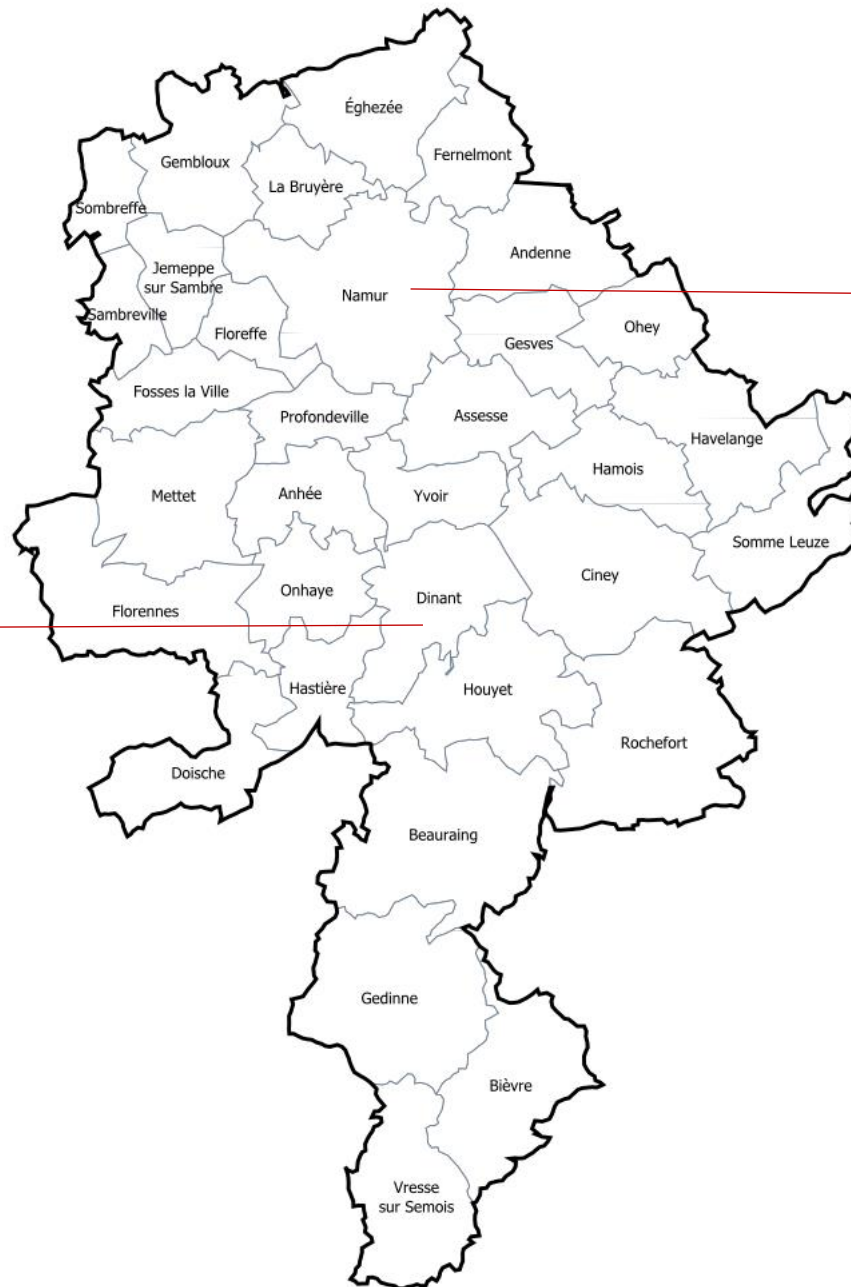 Éghezée
Gembloux
Fernelmont
La Bruyère
Sombreffe
Andenne
Jemeppe
sur Sambre
Namur
Sambreville
Floreffe
Gesves
Ohey
Fosses la Ville
Profondeville
Assesse
Havelange
Hamois
Mettet
Anhée
Yvoir
Somme Leuze
Ciney
Onhaye
Dinant
Florennes
Hastière
Houyet
Rochefort
Doische
Beauraing
Gedinne
Bièvre
Vresse
sur Semois